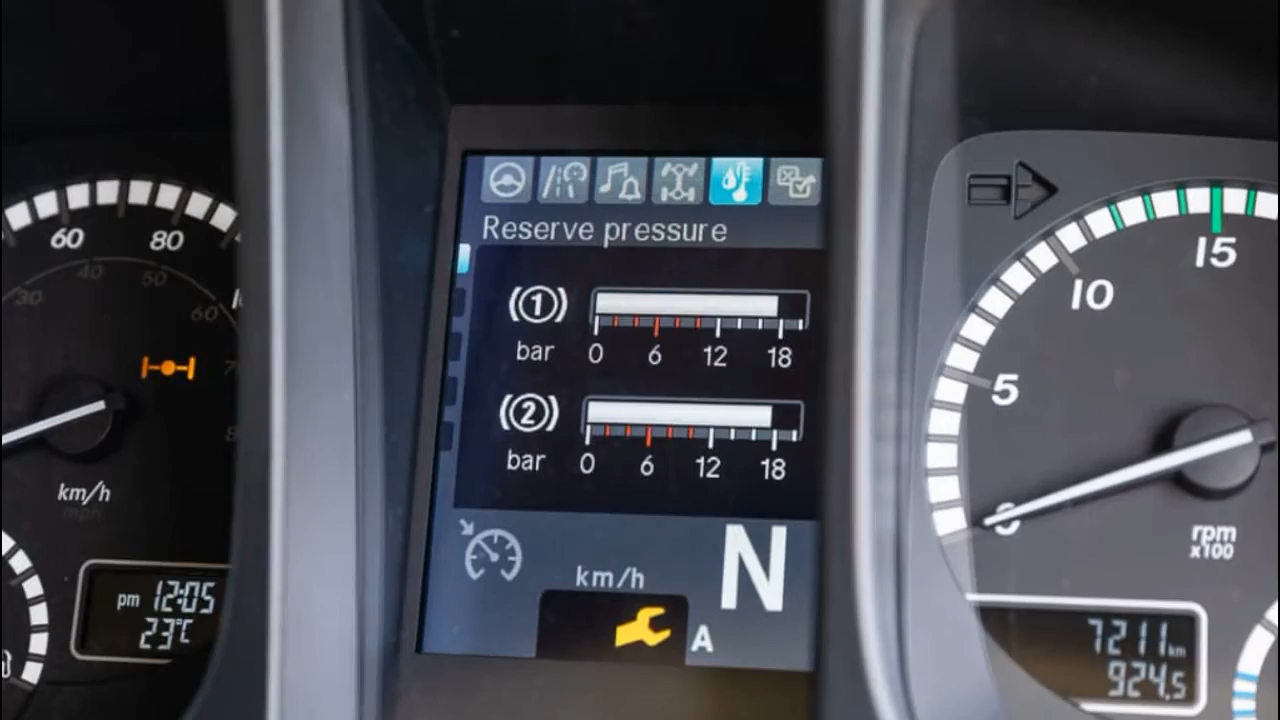 Reserve pressure
(1)
bar 0 6 12 18
(2)
bar 0 6 12 18
km/h
N
A
60 80
30 40 50 60
km/h
mph
pm 12:05
23°C
0 5 10 15
rpm
x100
7211 km
924.5